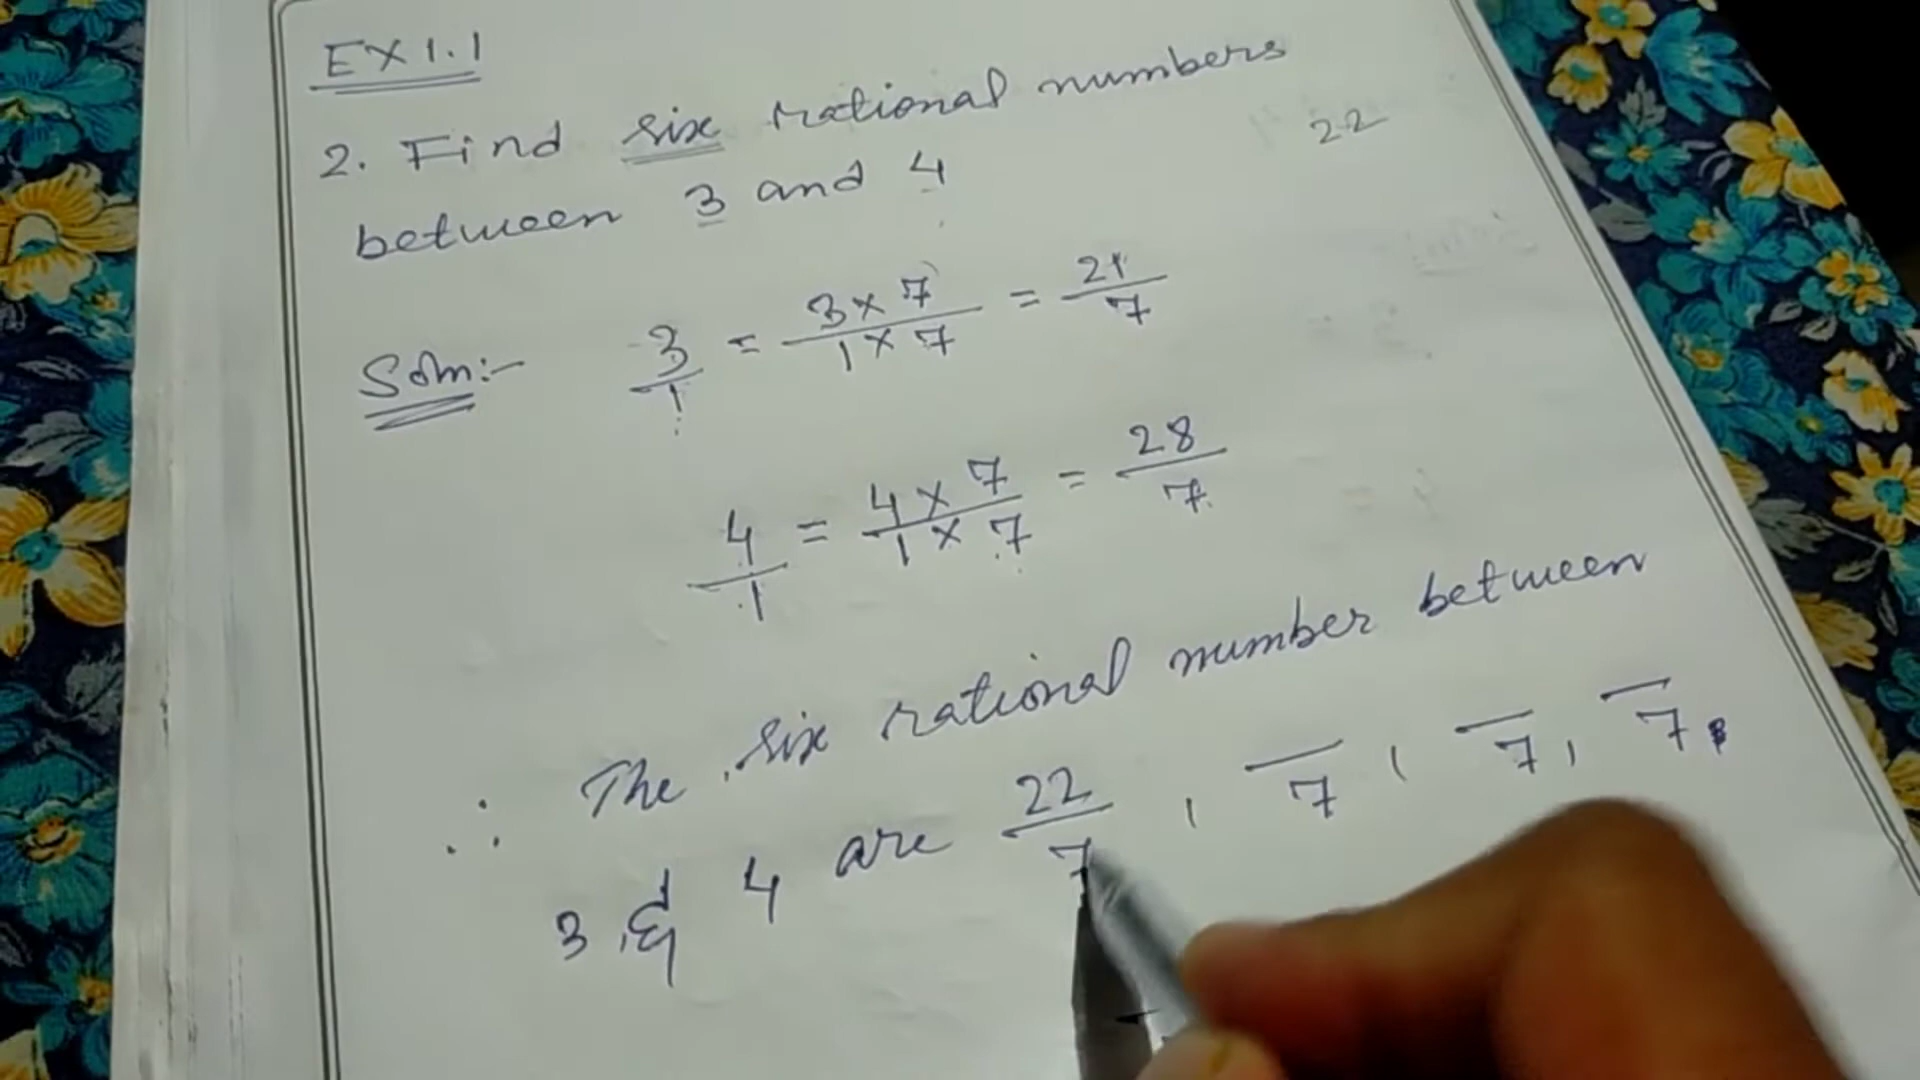 EX 1.1
2. Find six rational numbers
between 3 and 4
22
Soln:- 3/1 = 3×7/1×7 = 21/7
4/1 = 4×7/1×7 = 28/7
∴ The six rational number between
3 & 4 are 22/7, /7, /7, /7,